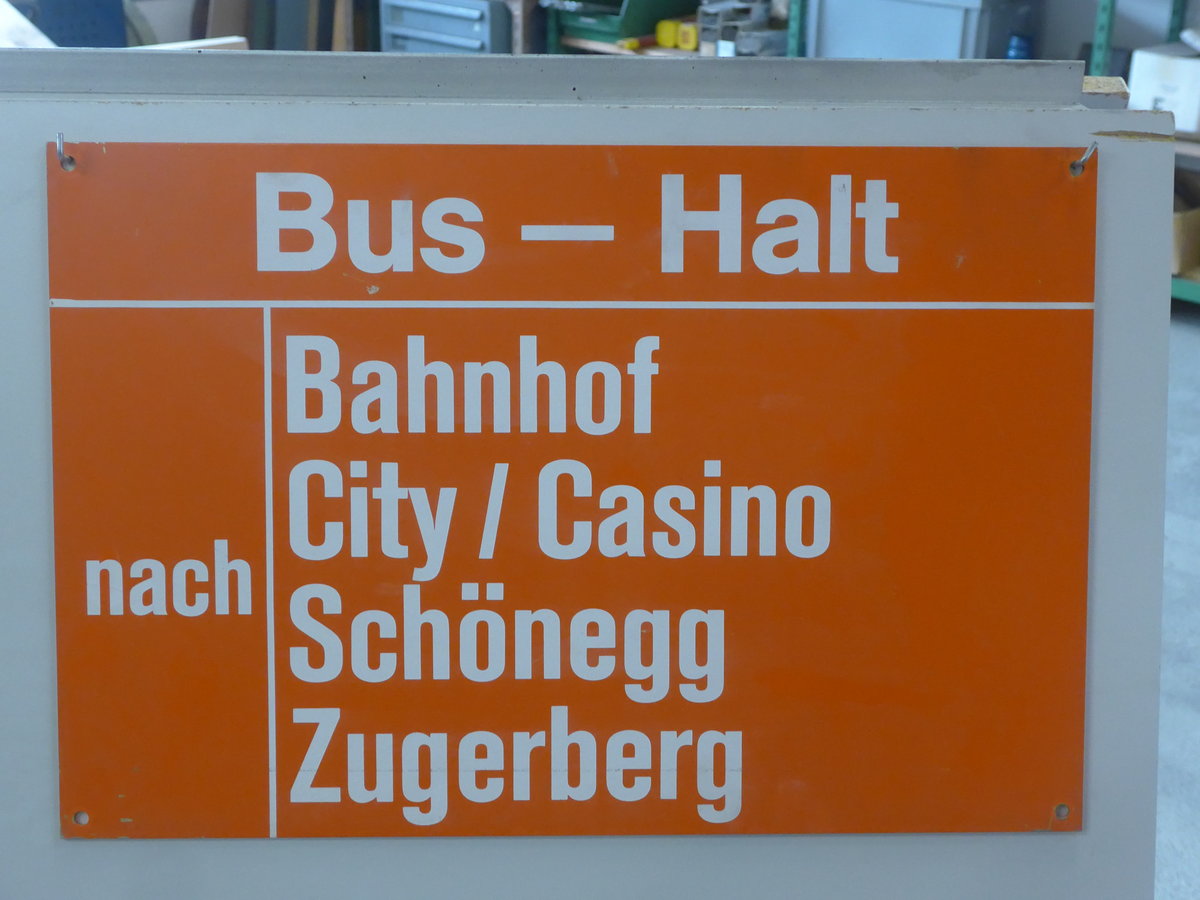 Bus — Halt
nach
Bahnhof
City / Casino
Schönegg
Zugerberg